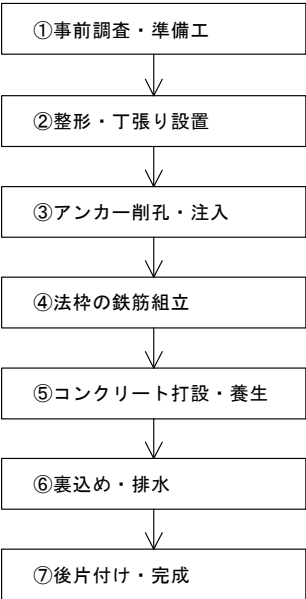 ①事前調査・準備工
②整形・丁張り設置
③アンカー削孔・注入
④法枠の鉄筋組立
⑤コンクリート打設・養生
⑥裏込め・排水
⑦後片付け・完成